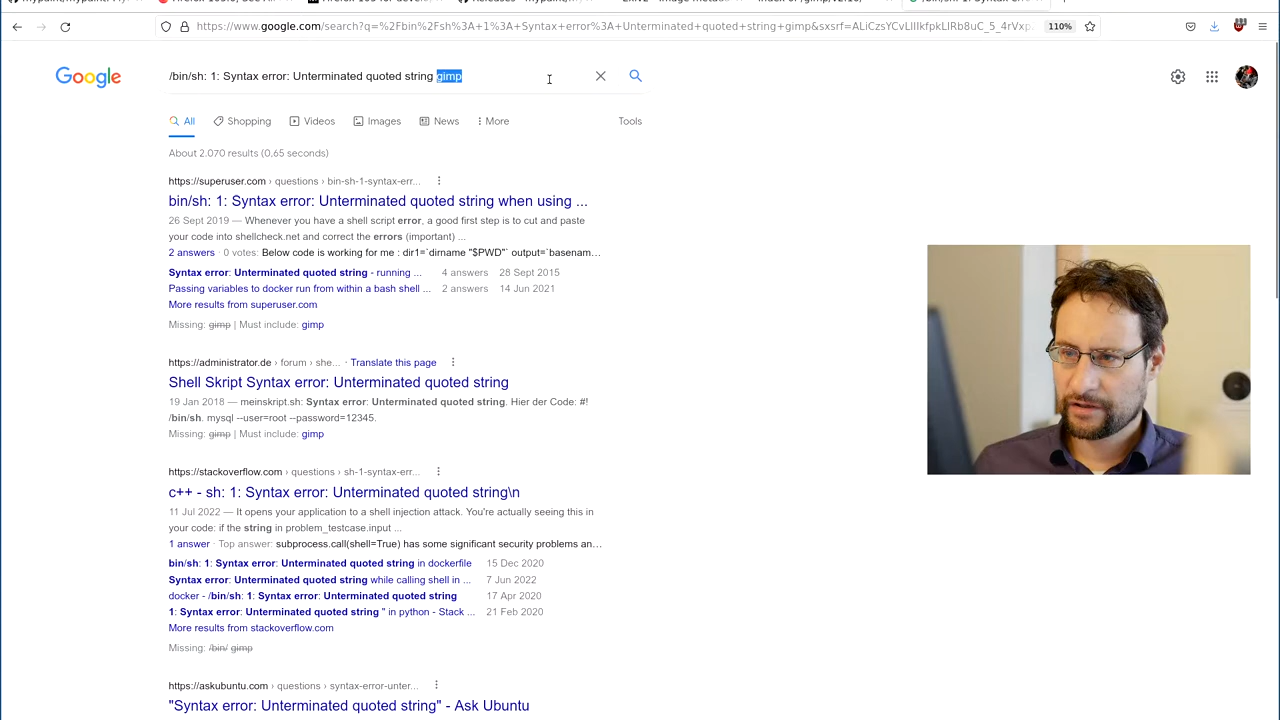 https://www.google.com/search?q=%2Fbin%2Fsh%3A+1%3A+Syntax+error%3A+Unterminated+quoted+string+gimp&sxsrf=ALiCzsYCvLIlIkfpkLIRb8uC_5_4rVxp 110%
Google
/bin/sh: 1: Syntax error: Unterminated quoted string gimp
All Shopping Videos Images News More Tools
About 2.070 results (0,65 seconds)
https://superuser.com › questions › bin-sh-1-syntax-err...
bin/sh: 1: Syntax error: Unterminated quoted string when using ...
26 Sept 2019 — Whenever you have a shell script error, a good first step is to cut and paste
your code into shellcheck.net and correct the errors (important) ...
2 answers · 0 votes: Below code is working for me : dir1=`dirname "$PWD"` output=`basenam…
Syntax error: Unterminated quoted string - running ... 4 answers 28 Sept 2015
Passing variables to docker run from within a bash shell ... 2 answers 14 Jun 2021
More results from superuser.com
Missing: gimp | Must include: gimp
https://administrator.de › forum › she... · Translate this page
Shell Skript Syntax error: Unterminated quoted string
19 Jan 2018 — meinskript.sh: Syntax error: Unterminated quoted string. Hier der Code: #!
/bin/sh. mysql --user=root --password=12345.
Missing: gimp | Must include: gimp
https://stackoverflow.com › questions › sh-1-syntax-err...
c++ - sh: 1: Syntax error: Unterminated quoted string\n
11 Jul 2022 — It opens your application to a shell injection attack. You're actually seeing this in
your code: if the string in problem_testcase.input ...
1 answer · Top answer: subprocess.call(shell=True) has some significant security problems an…
bin/sh: 1: Syntax error: Unterminated quoted string in dockerfile 15 Dec 2020
Syntax error: Unterminated quoted string while calling shell in ... 7 Jun 2022
docker - /bin/sh: 1: Syntax error: Unterminated quoted string 17 Apr 2020
1: Syntax error: Unterminated quoted string " in python - Stack ... 21 Feb 2020
More results from stackoverflow.com
Missing: /bin/ gimp
https://askubuntu.com › questions › syntax-error-unter...
"Syntax error: Unterminated quoted string" - Ask Ubuntu